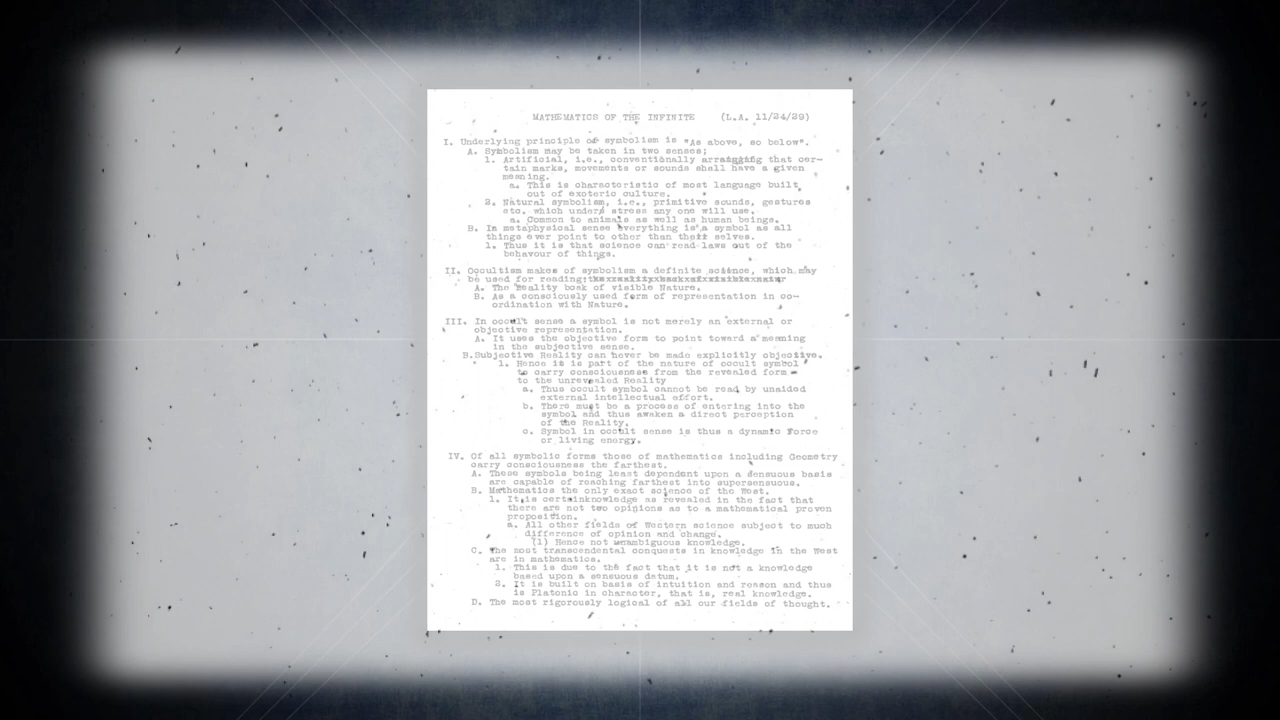 MATHEMATICS OF THE INFINITE (L.A. 11/24/29)
I. Underlying principle of symbolism is "As above, so below".
A. Symbolism may be taken in two senses;
1. Artificial, i.e., conventionally arranging that cer-
tain marks, movements or sounds shall have a given
meaning.
a. This is characteristic of most language built
out of exoteric culture.
2. Natural symbolism, i.e., primitive sounds, gestures
etc. which under stress any one will use.
a. Common to animals as well as human beings.
B. In metaphysical sense everything is a symbol as all
things ever point to other than their selves.
1. Thus it is that science can read laws out of the
behavour of things.
II. Occultism makes of symbolism a definite science, which may
be used for reading:
A. The Reality back of visible Nature.
B. As a consciously used form of representation in co-
ordination with Nature.
III. In occult sense a symbol is not merely an external or
objective representation.
A. It uses the objective form to point toward a meaning
in the subjective sense.
B.Subjective Reality can never be made explicitly objective.
1. Hence it is part of the nature of occult symbol
to carry consciousness from the revealed form
to the unrevealed Reality
a. Thus occult symbol cannot be read by unaided
external intellectual effort.
b. There must be a process of entering into the
symbol and thus awaken a direct perception
of the Reality.
c. Symbol in occult sense is thus a dynamic Force
or living energy.
IV. Of all symbolic forms those of mathematics including Geometry
carry consciousness the farthest.
A. These symbols being least dependent upon a sensuous basis
are capable of reaching farthest into supersensuous.
B. Mathematics the only exact science of the West.
1. It is certainknowledge as revealed in the fact that
there are not two opinions as to a mathematical proven
proposition.
a. All other fields of Western science subject to much
difference of opinion and change.
(1) Hence not unambiguous knowledge.
C. The most transcendental conquests in knowledge in the West
are in mathematics.
1. This is due to the fact that it is not a knowledge
based upon a sensuous datum.
2. It is built on basis of intuition and reason and thus
is Platonic in character, that is, real knowledge.
D. The most rigorously logical of all our fields of thought.